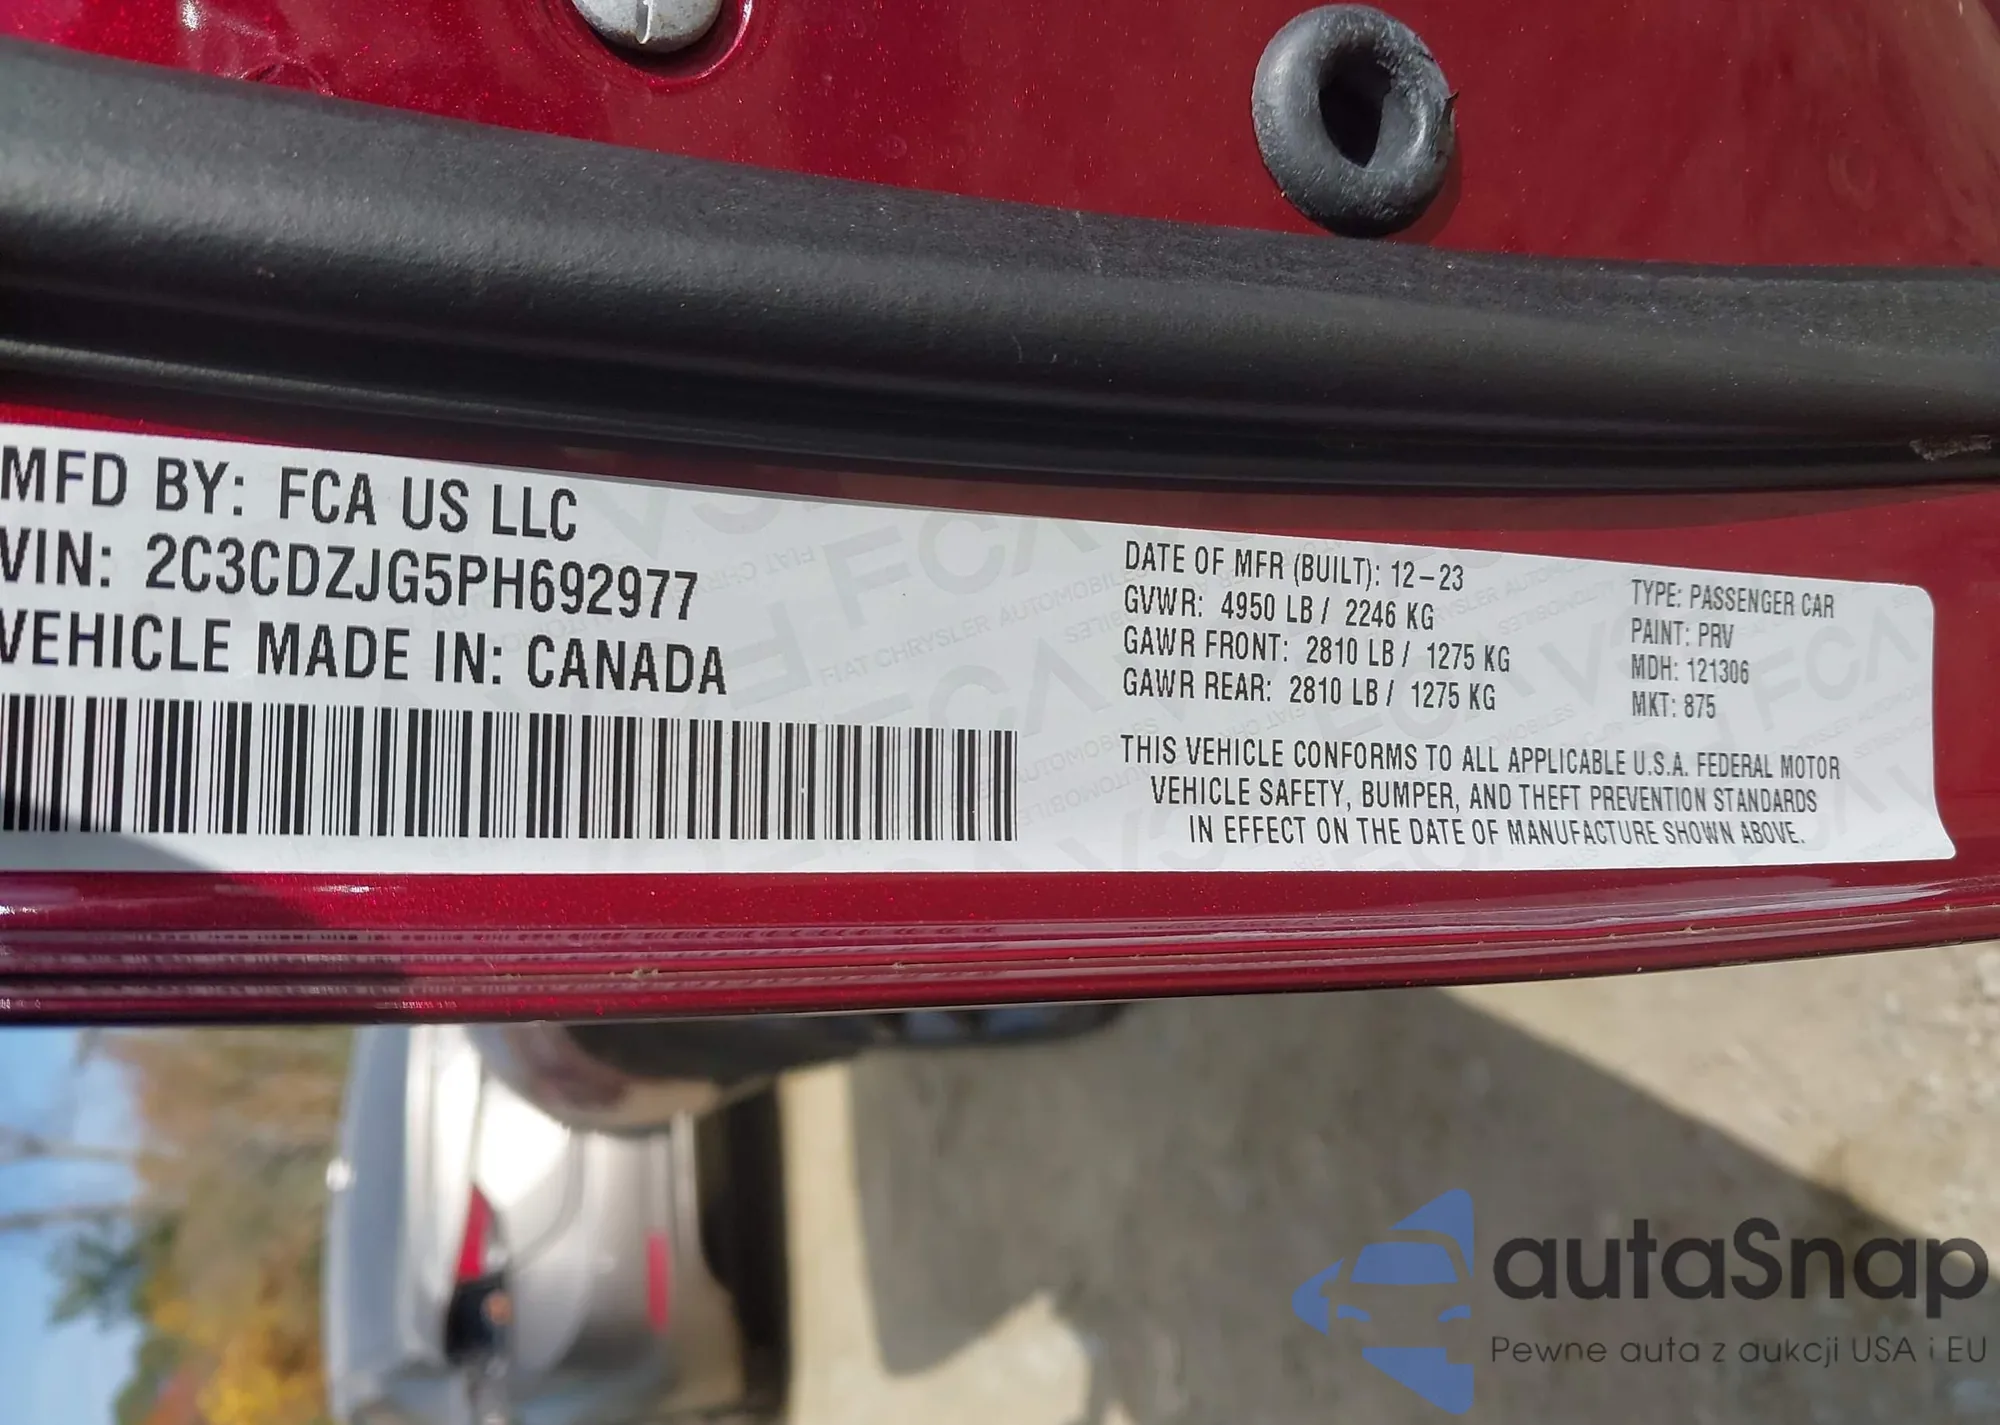 MFD BY: FCA US LLC
VIN: 2C3CDZJG5PH692977
VEHICLE MADE IN: CANADA
DATE OF MFR (BUILT): 12-23
GVWR: 4950 LB / 2246 KG
GAWR FRONT: 2810 LB / 1275 KG
GAWR REAR: 2810 LB / 1275 KG
TYPE: PASSENGER CAR
PAINT: PRV
MDH: 121306
MKT: 875
THIS VEHICLE CONFORMS TO ALL APPLICABLE U.S.A. FEDERAL MOTOR
VEHICLE SAFETY, BUMPER, AND THEFT PREVENTION STANDARDS
IN EFFECT ON THE DATE OF MANUFACTURE SHOWN ABOVE.
autaSnap
Pewne auta z aukcji USA i EU